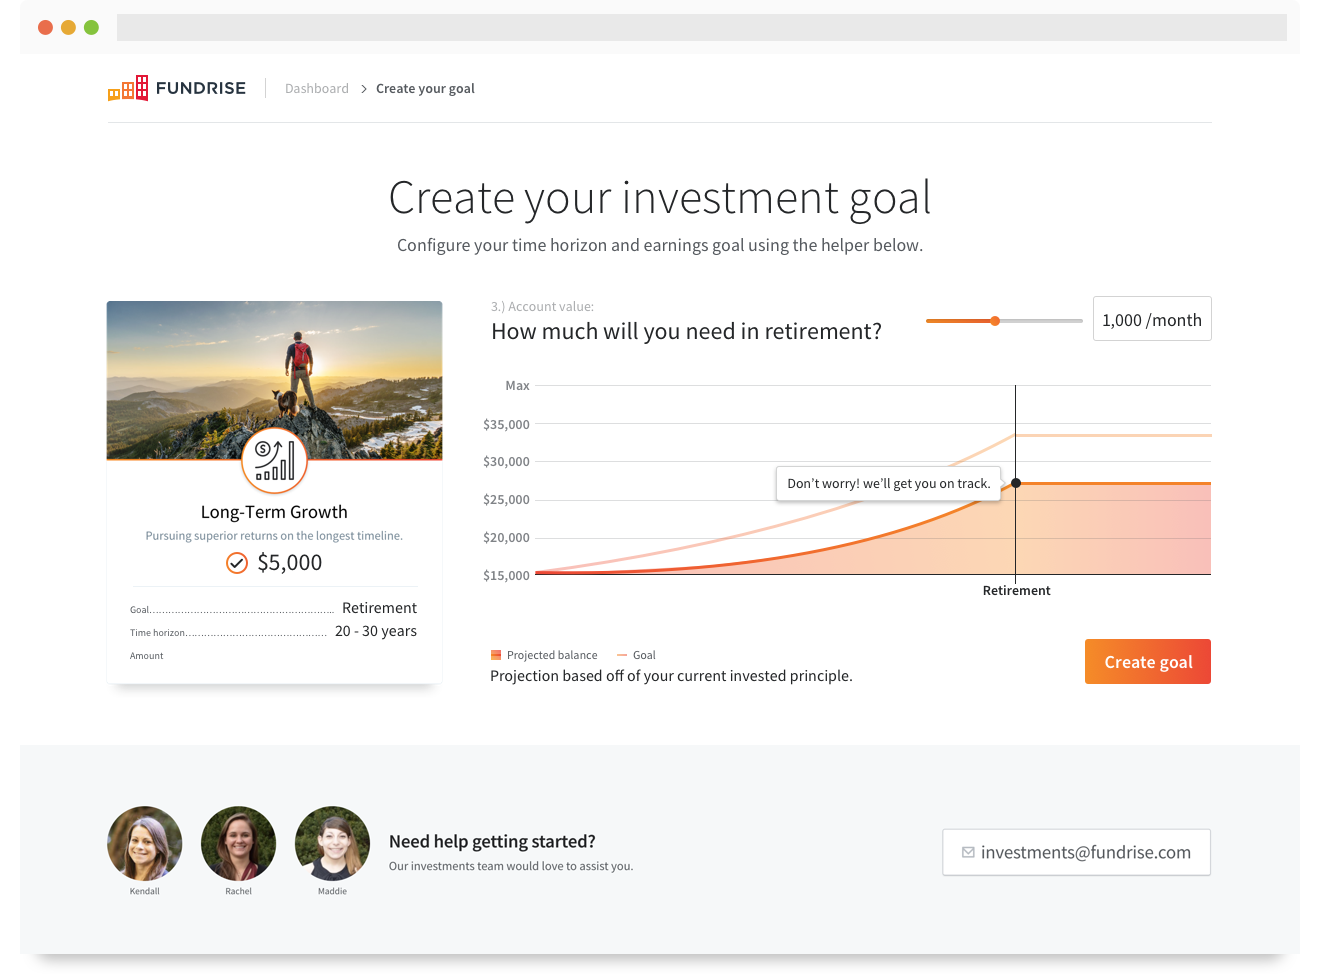 FUNDRISE
Dashboard > Create your goal
Create your investment goal
Configure your time horizon and earnings goal using the helper below.
$
Long-Term Growth
Pursuing superior returns on the longest timeline.
$5,000
Goal............................................................ Retirement
Time horizon............................................. 20 - 30 years
Amount
3.) Account value:
How much will you need in retirement?
1,000 /month
Max
$35,000
$30,000
$25,000
$20,000
$15,000
Don’t worry! we’ll get you on track.
Retirement
Projected balance
Goal
Projection based off of your current invested principle.
Create goal
Kendall
Rachel
Maddie
Need help getting started?
Our investments team would love to assist you.
investments@fundrise.com